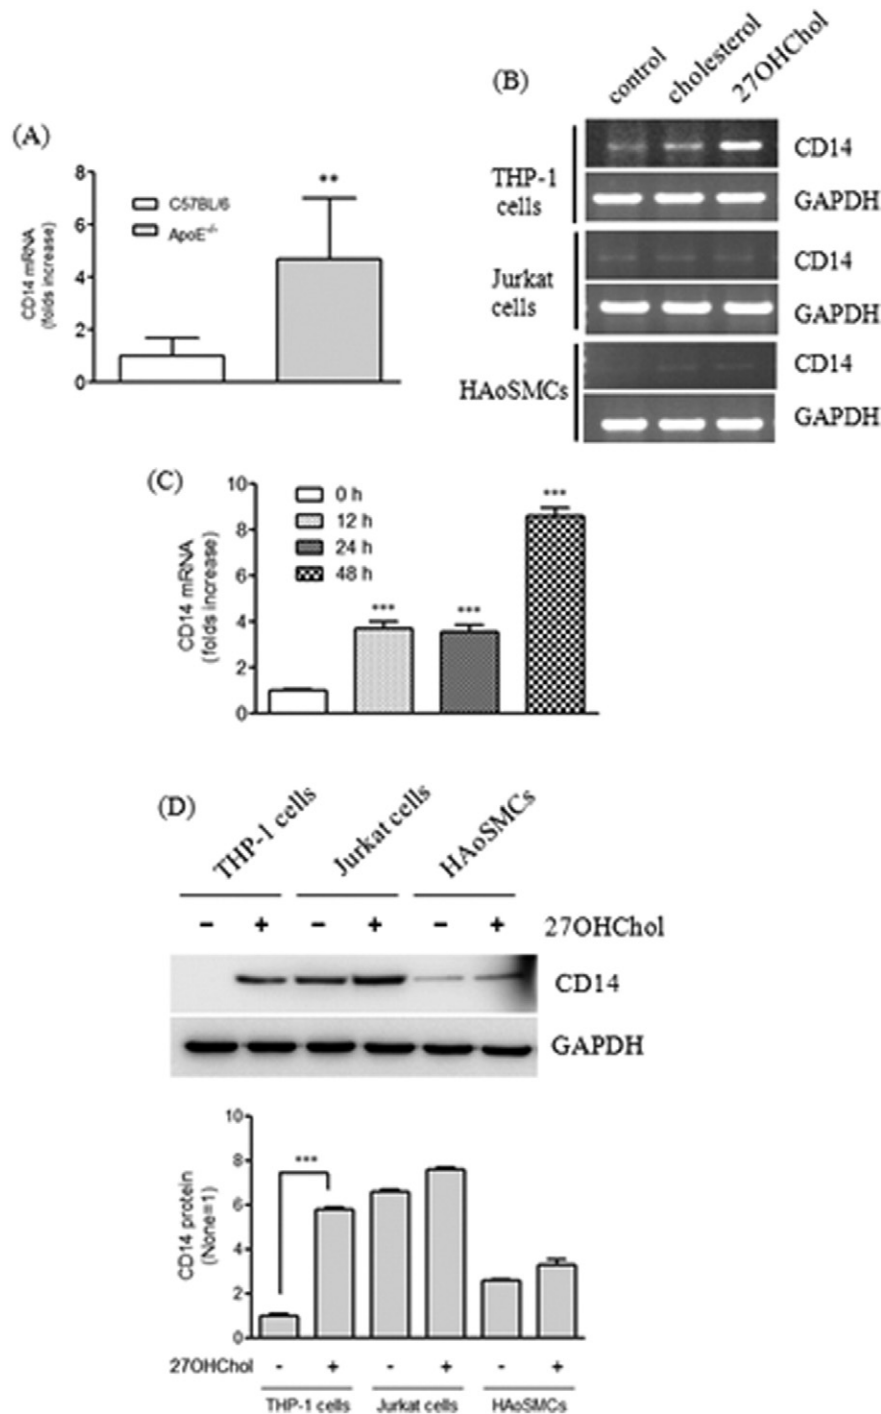 (A)
8
6
4
2
0
CD14 mRNA
(folds increase)
C57BL/6
ApoE-/-
**
(B)
control
cholesterol
27OHChol
THP-1
cells
CD14
GAPDH
Jurkat
cells
CD14
GAPDH
HAoSMCs
CD14
GAPDH
(C)
10
8
6
4
2
0
CD14 mRNA
(folds increase)
0 h
12 h
24 h
48 h
***
***
***
(D)
THP-1 cells
Jurkat cells
HAoSMCs
- + - + - + 27OHChol
CD14
GAPDH
10
8
6
4
2
0
CD14 protein
(None=1)
***
27OHChol - + - + - +
THP-1 cells Jurkat cells HAoSMCs